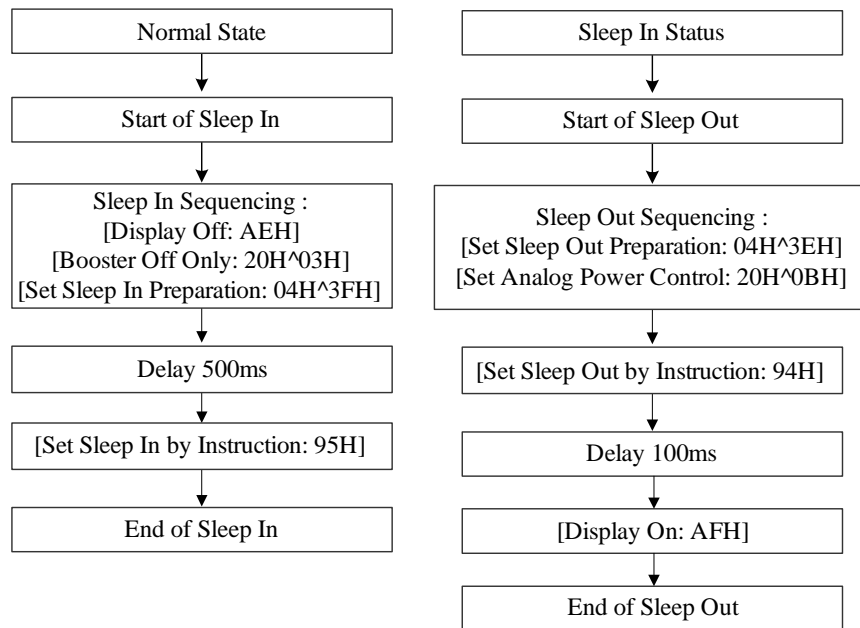 Normal State
Start of Sleep In
Sleep In Sequencing :
[Display Off: AEH]
[Booster Off Only: 20H^03H]
[Set Sleep In Preparation: 04H^3FH]
Delay 500ms
[Set Sleep In by Instruction: 95H]
End of Sleep In
Sleep In Status
Start of Sleep Out
Sleep Out Sequencing :
[Set Sleep Out Preparation: 04H^3EH]
[Set Analog Power Control: 20H^0BH]
[Set Sleep Out by Instruction: 94H]
Delay 100ms
[Display On: AFH]
End of Sleep Out